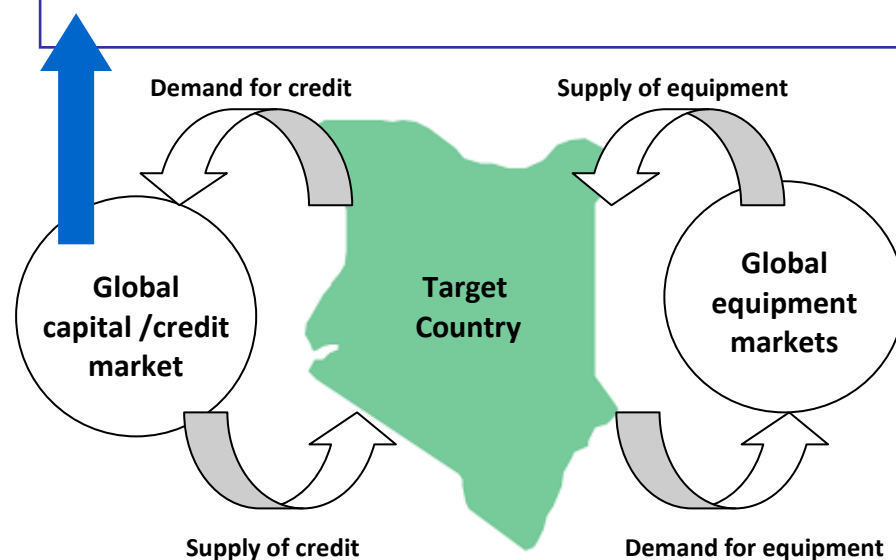 Demand for credit
Supply of equipment
Global
capital /credit
market
Target
Country
Global
equipment
markets
Supply of credit
Demand for equipment